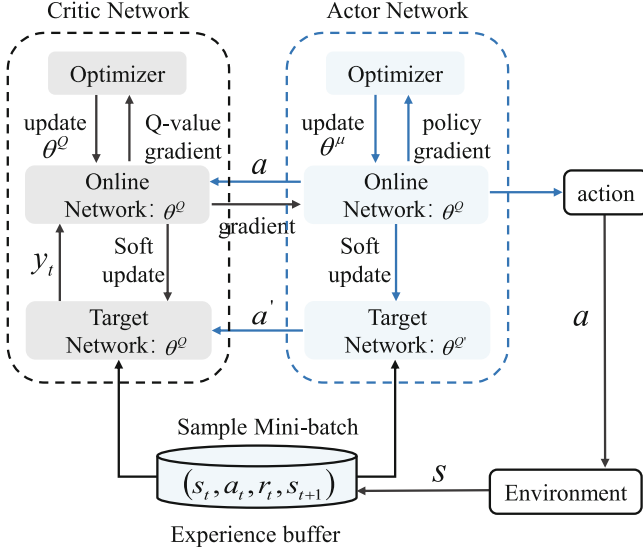 Critic Network
Actor Network
Optimizer
Optimizer
update
θ^Q
Q-value
gradient
update
θ^μ
policy
gradient
a
Online
Network: θ^Q
Online
Network: θ^Q
action
gradient
y_t
Soft
update
Soft
update
a
a'
Target
Network: θ^Q
Target
Network: θ^Q'
Sample Mini-batch
(s_t, a_t, r_t, s_{t+1})
s
Environment
Experience buffer